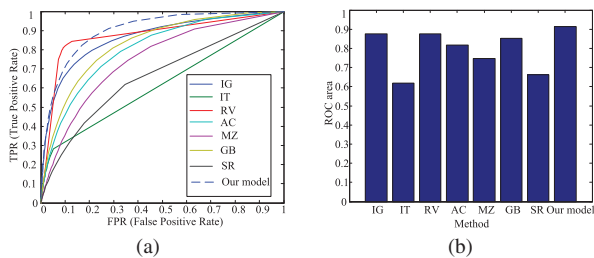 1
0.9
0.8
0.7
0.6
0.5
0.4
0.3
0.2
0.1
0
0 0.1 0.2 0.3 0.4 0.5 0.6 0.7 0.8 0.9 1
TPR (True Positive Rate)
FPR (False Positive Rate)
IG
IT
RV
AC
MZ
GB
SR
Our model
(a)
1
0.9
0.8
0.7
0.6
0.5
0.4
0.3
0.2
0.1
0
ROC area
IG IT RV AC MZ GB SR Our model
Method
(b)